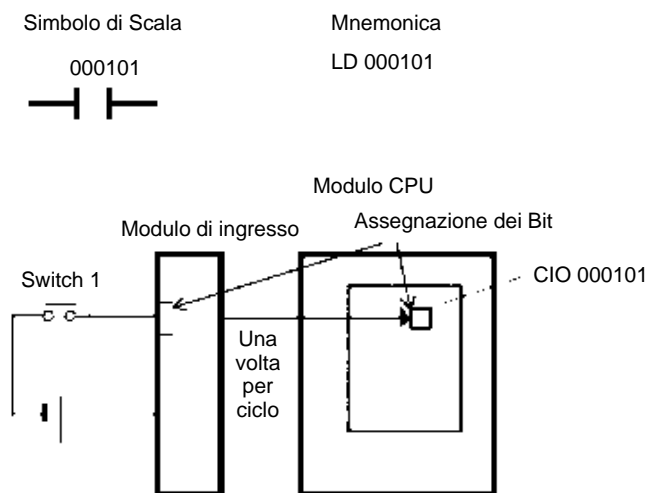 Simbolo di Scala
Mnemonica
000101
LD 000101
Modulo CPU
Modulo di ingresso
Assegnazione dei Bit
Switch 1
CIO 000101
Una
volta
per
ciclo